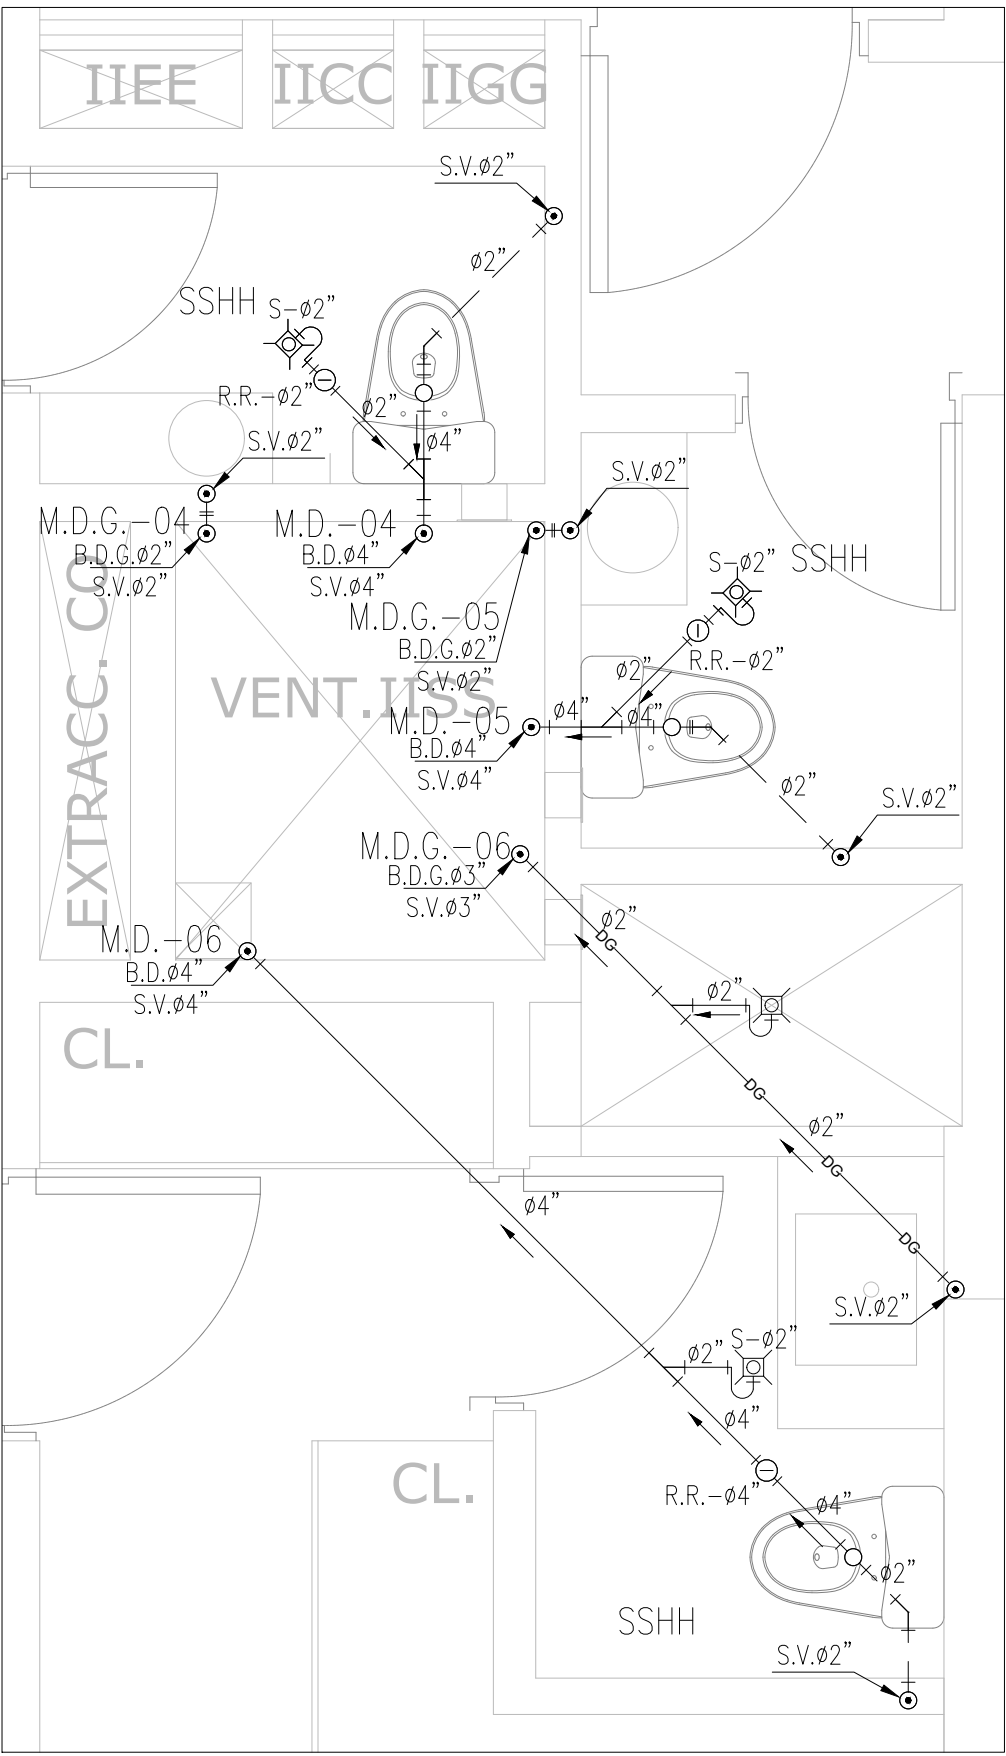 IIEE
IICC
IIGG
S.V.ø2”
ø2”
SSHH
S-ø2”
R.R.-ø2”
ø2”
ø4”
S.V.ø2”
S.V.ø2”
M.D.G.-04
B.D.G.ø2”
S.V.ø2”
M.D.-04
B.D.ø4”
S.V.ø4”
S-ø2”
SSHH
M.D.G.-05
B.D.G.ø2”
S.V.ø2”
R.R.-ø2”
ø2”
EXTRACC. CO
VENT.IISS
M.D.-05
B.D.ø4”
S.V.ø4”
ø4”
ø4”
ø2”
S.V.ø2”
M.D.G.-06
B.D.G.ø3”
S.V.ø3”
ø2”
DG
M.D.-06
B.D.ø4”
S.V.ø4”
ø2”
CL.
DG
ø2”
DG
ø4”
DG
S.V.ø2”
S-ø2”
ø2”
ø4”
CL.
R.R.-ø4”
ø4”
ø2”
SSHH
S.V.ø2”